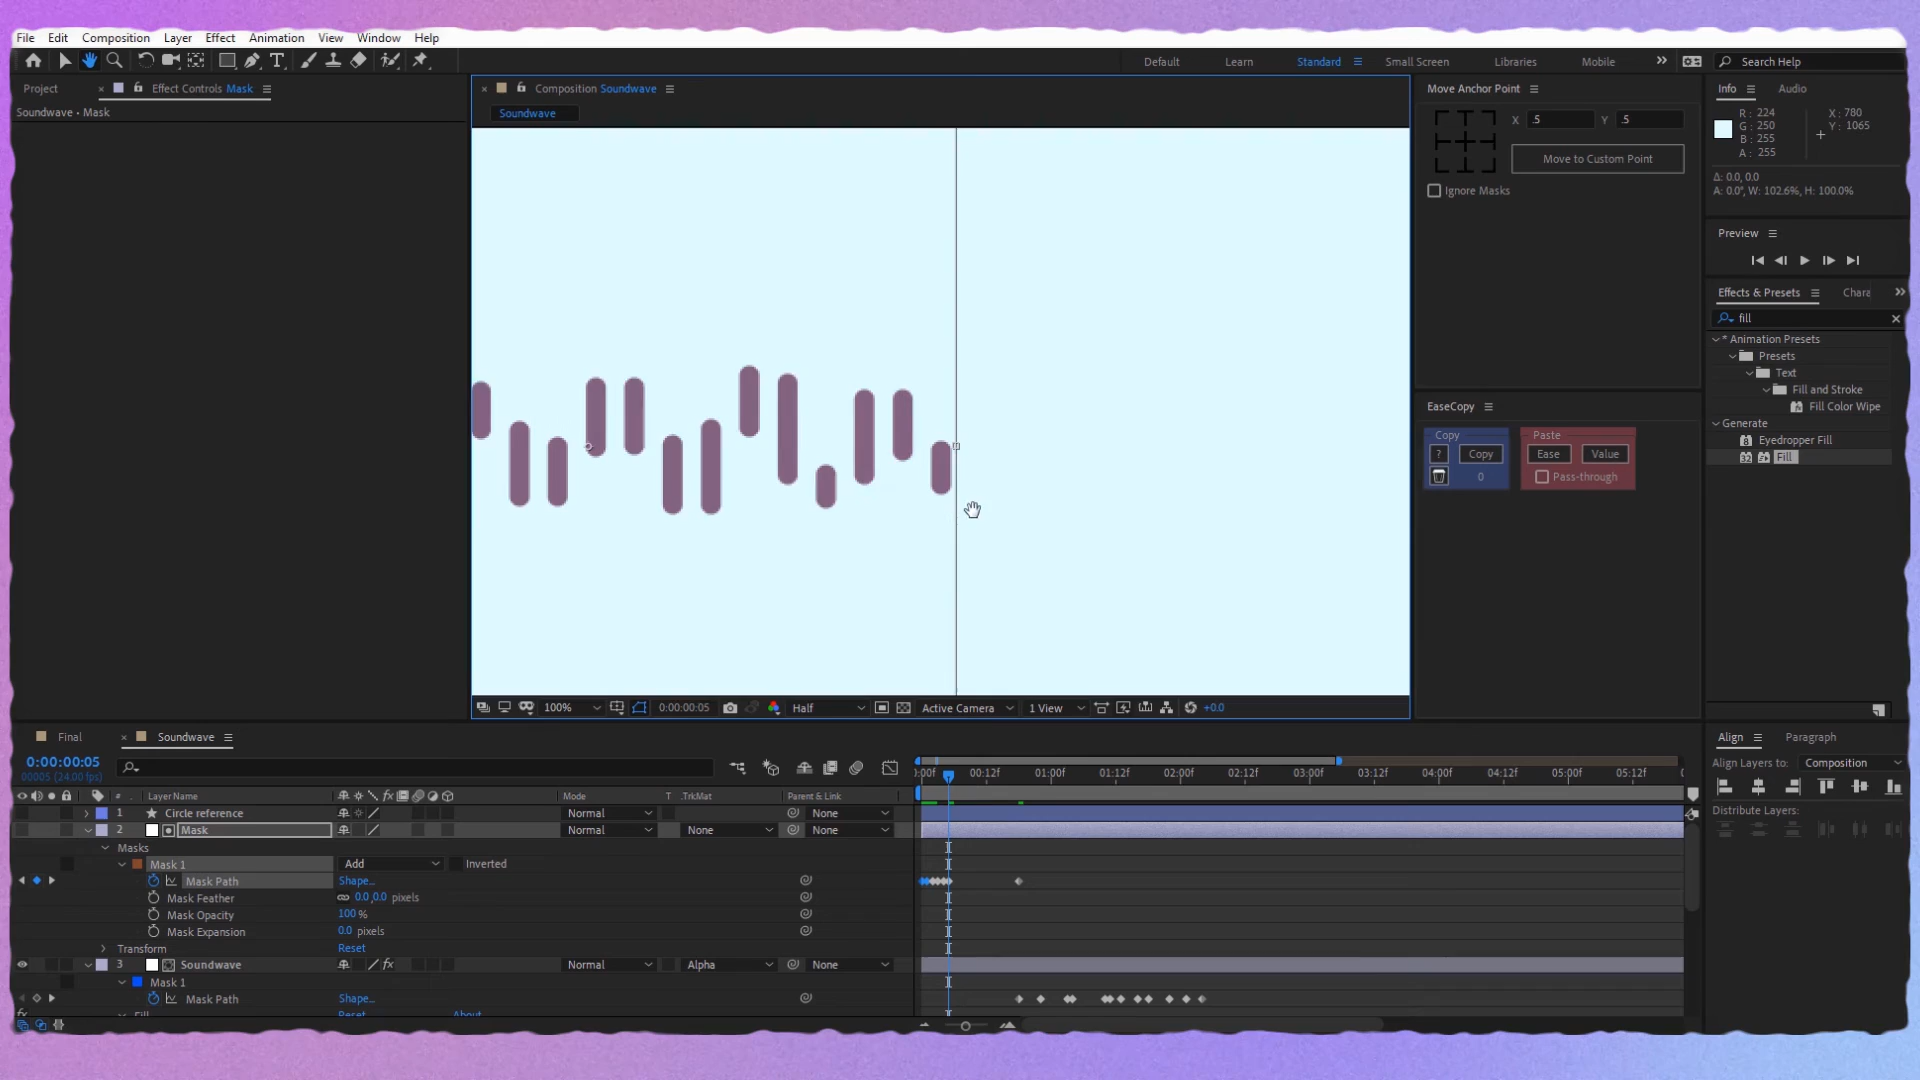 File Edit Composition Layer Effect Animation View Window Help
Default Learn Standard Small Screen Libraries Mobile Search Help
Project Effect Controls Mask
Soundwave • Mask
Composition Soundwave
Soundwave
Move Anchor Point
X .5 Y .5
Move to Custom Point
Ignore Masks
Info Audio
R : 224
G : 250
B : 255
A : 255
X : 780
Y : 1065
Δ: 0.0, 0.0
A: 0.0°, W: 102.6%, H: 100.0%
Preview
Effects & Presets Chara
fill
* Animation Presets
Presets
Text
Fill and Stroke
Fill Color Wipe
Generate
Eyedropper Fill
Fill
EaseCopy
Copy Paste
? Copy Ease Value
0 Pass-through
100% 0:00:00:05 Half Active Camera 1 View +0.0
Final Soundwave
0:00:00:05
00005 (24.00 fps)
:00f 00:12f 01:00f 01:12f 02:00f 02:12f 03:00f 03:12f 04:00f 04:12f 05:00f 05:12f
# Layer Name Mode T .TrkMat Parent & Link
1 Circle reference Normal None
2 Mask Normal None None
Masks
Mask 1 Add Inverted
Mask Path Shape...
Mask Feather 0.0,0.0 pixels
Mask Opacity 100 %
Mask Expansion 0.0 pixels
Transform Reset
3 Soundwave Normal Alpha None
Mask 1
Mask Path Shape...
Fill Reset About
Align Paragraph
Align Layers to: Composition
Distribute Layers: